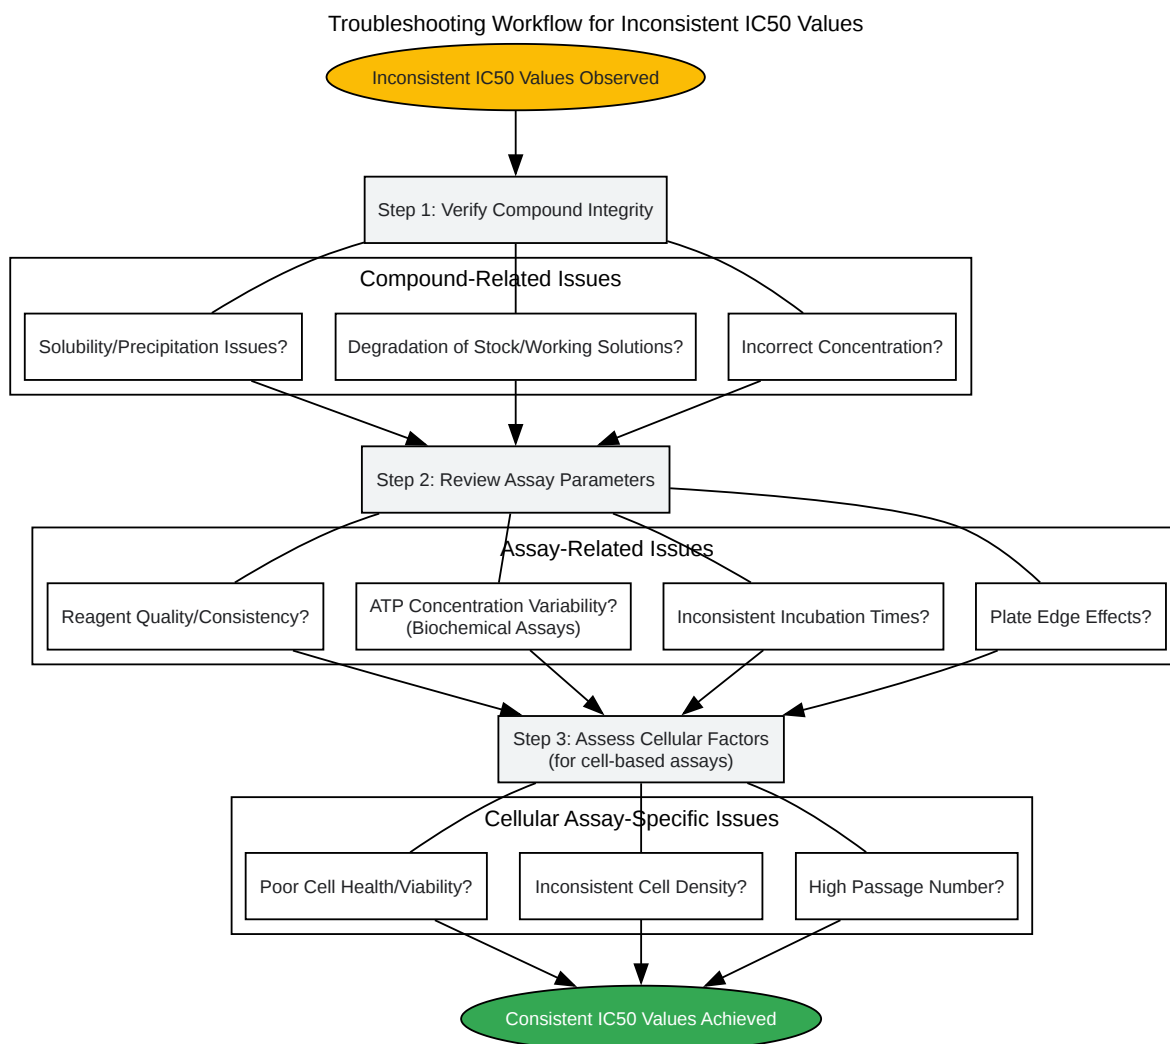 Troubleshooting Workflow for Inconsistent IC50 Values
Inconsistent IC50 Values Observed
Step 1: Verify Compound Integrity
Compound-Related Issues
Solubility/Precipitation Issues?
Degradation of Stock/Working Solutions?
Incorrect Concentration?
Step 2: Review Assay Parameters
Assay-Related Issues
Reagent Quality/Consistency?
ATP Concentration Variability?
(Biochemical Assays)
Inconsistent Incubation Times?
Plate Edge Effects?
Step 3: Assess Cellular Factors
(for cell-based assays)
Cellular Assay-Specific Issues
Poor Cell Health/Viability?
Inconsistent Cell Density?
High Passage Number?
Consistent IC50 Values Achieved